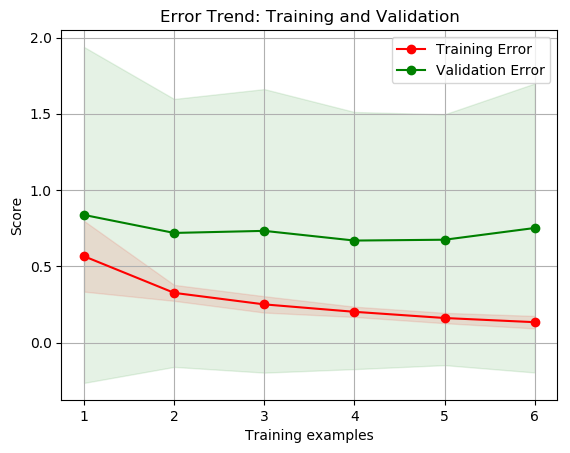 Error Trend: Training and Validation
2.0
1.5
1.0
0.5
0.0
Score
Training Error
Validation Error
1 2 3 4 5 6
Training examples